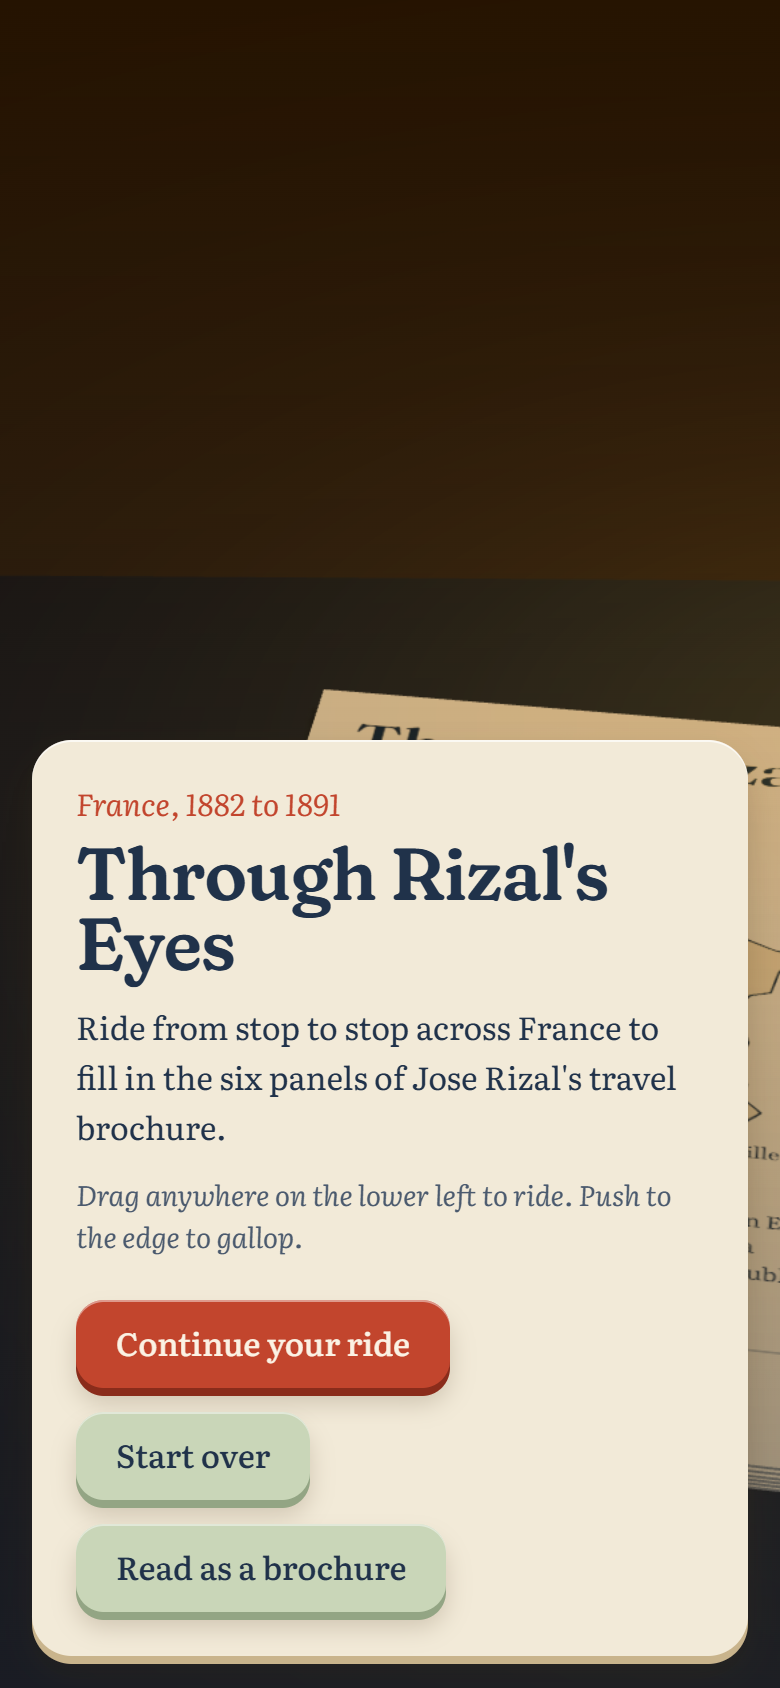 France, 1882 to 1891
Through Rizal's
Eyes
Ride from stop to stop across France to
fill in the six panels of Jose Rizal's travel
brochure.
Drag anywhere on the lower left to ride. Push to
the edge to gallop.
Continue your ride
Start over
Read as a brochure